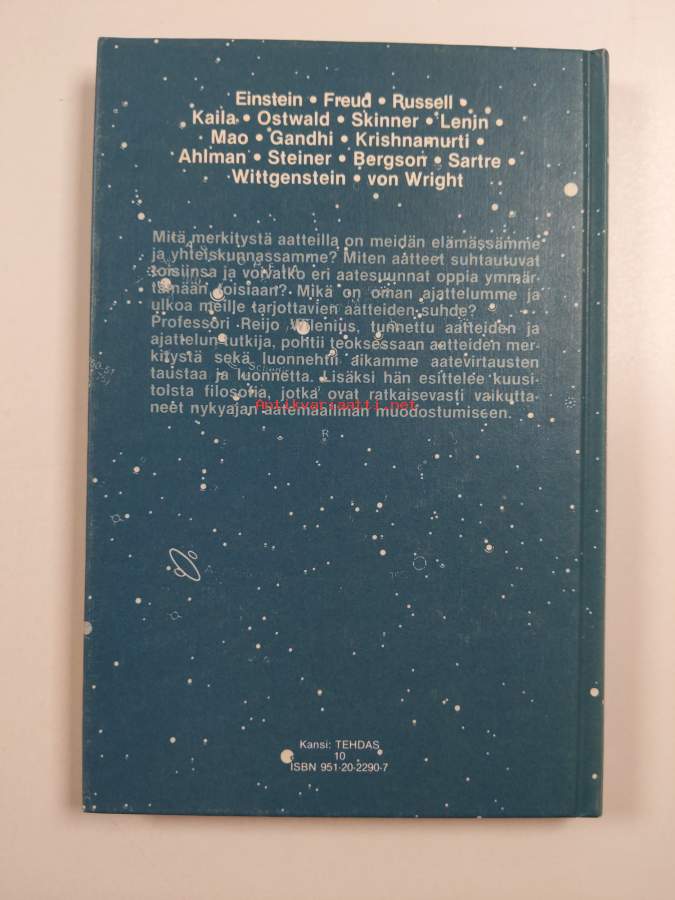 Einstein • Freud • Russell •
Kaila • Ostwald • Skinner • Lenin •
Mao • Gandhi • Krishnamurti •
Ahlman • Steiner • Bergson • Sartre •
Wittgenstein • von Wright
Mitä merkitystä aatteilla on meidän elämässämme
ja yhteiskunnassamme? Miten aatteet suhtautuvat
toisiinsa ja voivatko eri aatesuunnat oppia ymmär-
tämään toisiaan? Mikä on oman ajattelumme ja
ulkoa meille tarjottavien aatteiden suhde?
Professori Reijo Wilenius, tunnettu aatteiden ja
ajattelun tutkija, pohtii teoksessaan aatteiden mer-
kitystä sekä luonnehtii aikamme aatevirtausten
taustaa ja luonnetta. Lisäksi hän esittelee kuusi-
toista filosofia, jotka ovat ratkaisevasti vaikutta-
neet nykyajan aatemaailman muodostumiseen.
Antikvariaatti.net
R
Kansi: TEHDAS
10
ISBN 951-20-2290-7